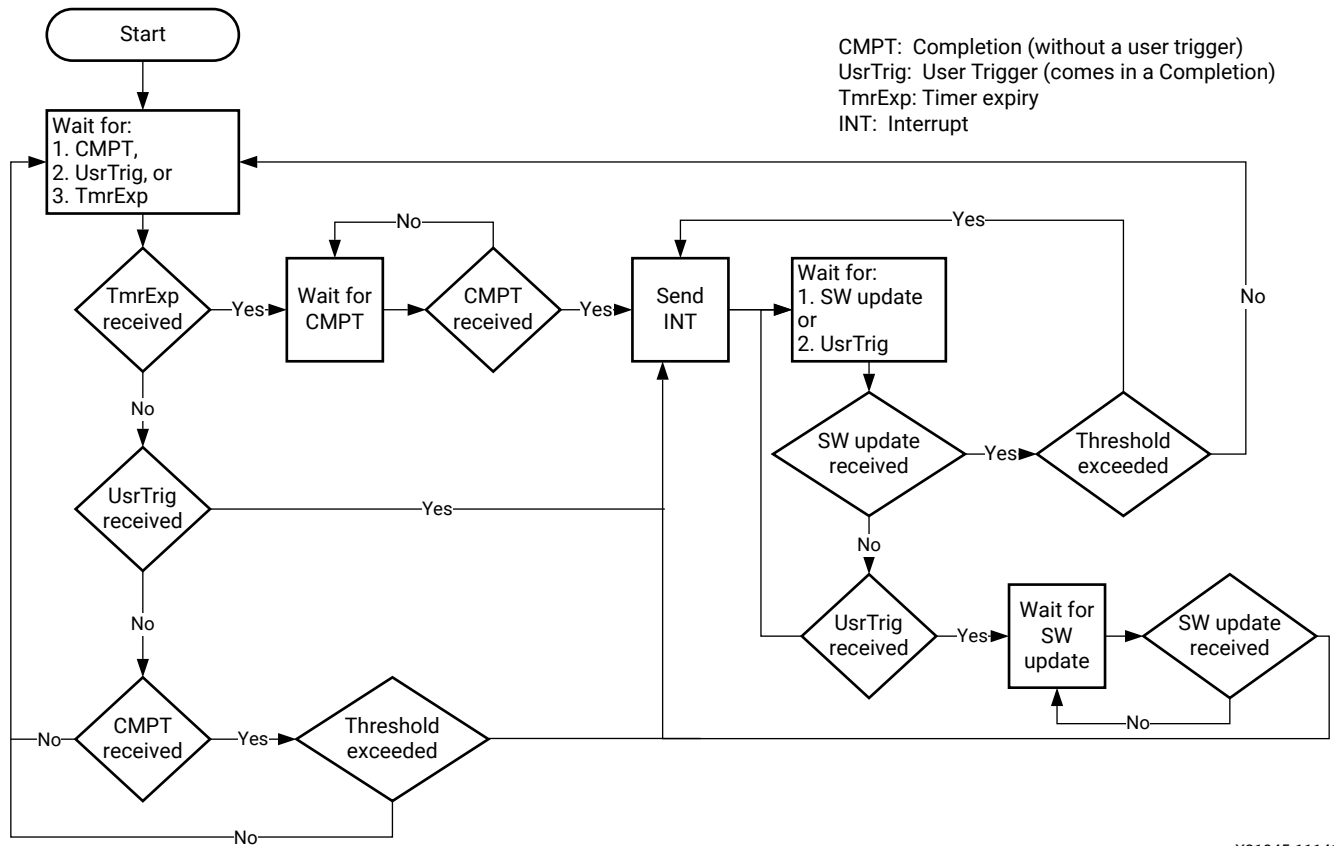 Start
CMPT: Completion (without a user trigger)
UsrTrig: User Trigger (comes in a Completion)
TmrExp: Timer expiry
INT: Interrupt
Wait for:
1. CMPT,
2. UsrTrig, or
3. TmrExp
No
Yes
TmrExp
received
Yes
Wait for
CMPT
CMPT
received
Yes
Send
INT
Wait for:
1. SW update
or
2. UsrTrig
No
No
SW update
received
Yes
Threshold
exceeded
UsrTrig
received
Yes
No
No
UsrTrig
received
Yes
Wait for
SW
update
SW update
received
No
CMPT
received
No
Yes
Threshold
exceeded
No